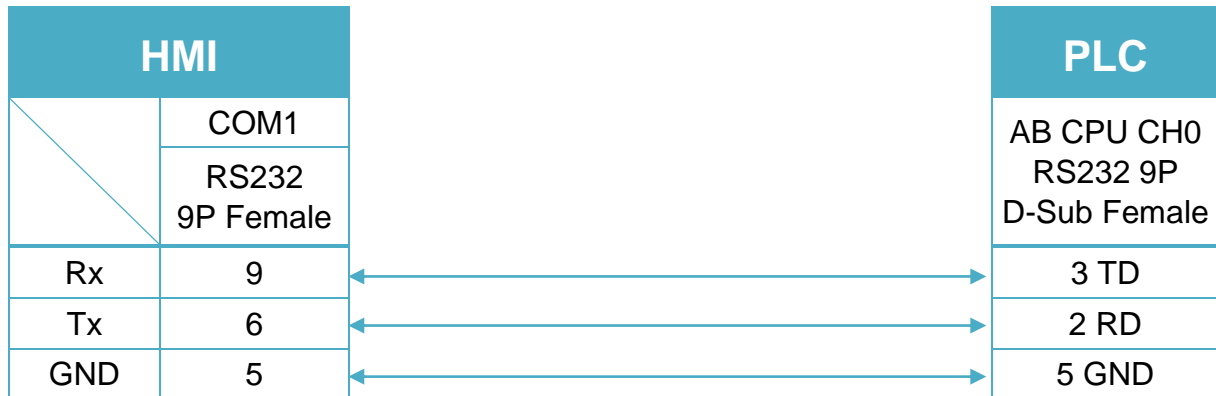 HMI
PLC
COM1
RS232
9P Female
AB CPU CH0
RS232 9P
D-Sub Female
Rx 9 3 TD
Tx 6 2 RD
GND 5 5 GND